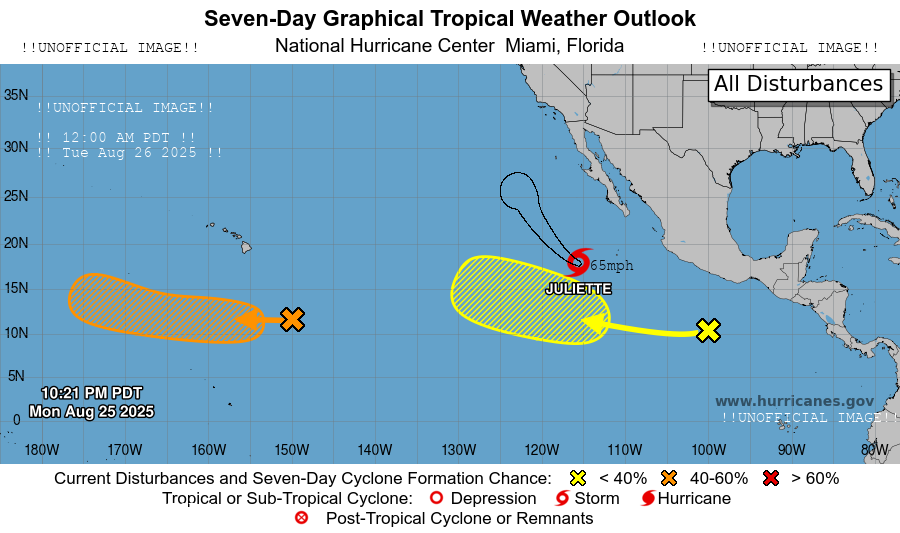 Seven-Day Graphical Tropical Weather Outlook
!!UNOFFICIAL IMAGE!!
National Hurricane Center  Miami, Florida
!!UNOFFICIAL IMAGE!!
All Disturbances
35N
!!UNOFFICIAL IMAGE!!
!! 12:00 AM PDT !!
30N
!! Tue Aug 26 2025 !!
25N
20N
65mph
15N
JULIETTE
10N
5N
10:21 PM PDT
Mon Aug 25 2025
www.hurricanes.gov
0
!!UNOFFICIAL IMAGE!!
180W 170W 160W 150W 140W 130W 120W 110W 100W 90W 80W
Current Disturbances and Seven-Day Cyclone Formation Chance: < 40% 40-60% > 60%
Tropical or Sub-Tropical Cyclone: Depression Storm Hurricane
Post-Tropical Cyclone or Remnants